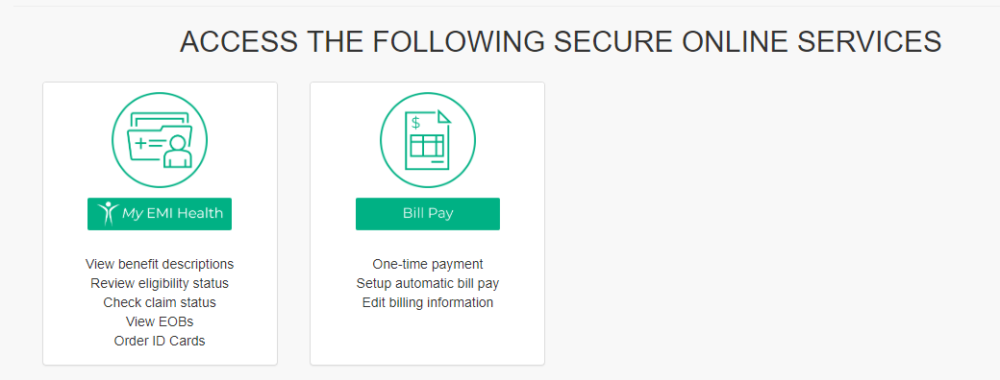 ACCESS THE FOLLOWING SECURE ONLINE SERVICES
$
My EMI Health
View benefit descriptions
Review eligibility status
Check claim status
View EOBs
Order ID Cards
Bill Pay
One-time payment
Setup automatic bill pay
Edit billing information